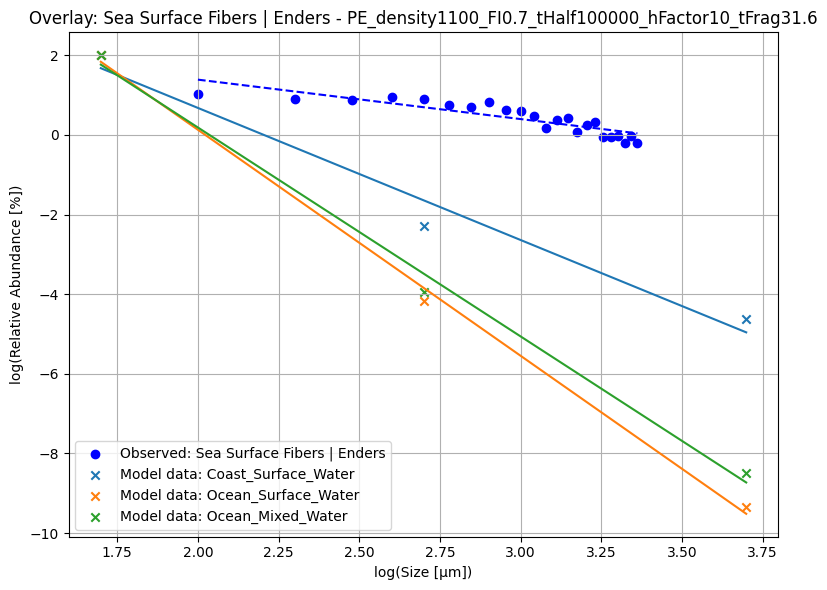 Overlay: Sea Surface Fibers | Enders - PE_density1100_FI0.7_tHalf100000_hFactor10_tFrag31.6
log(Relative Abundance [%])
2
0
−2
−4
−6
−8
−10
Observed: Sea Surface Fibers | Enders
Model data: Coast_Surface_Water
Model data: Ocean_Surface_Water
Model data: Ocean_Mixed_Water
1.75 2.00 2.25 2.50 2.75 3.00 3.25 3.50 3.75
log(Size [μm])